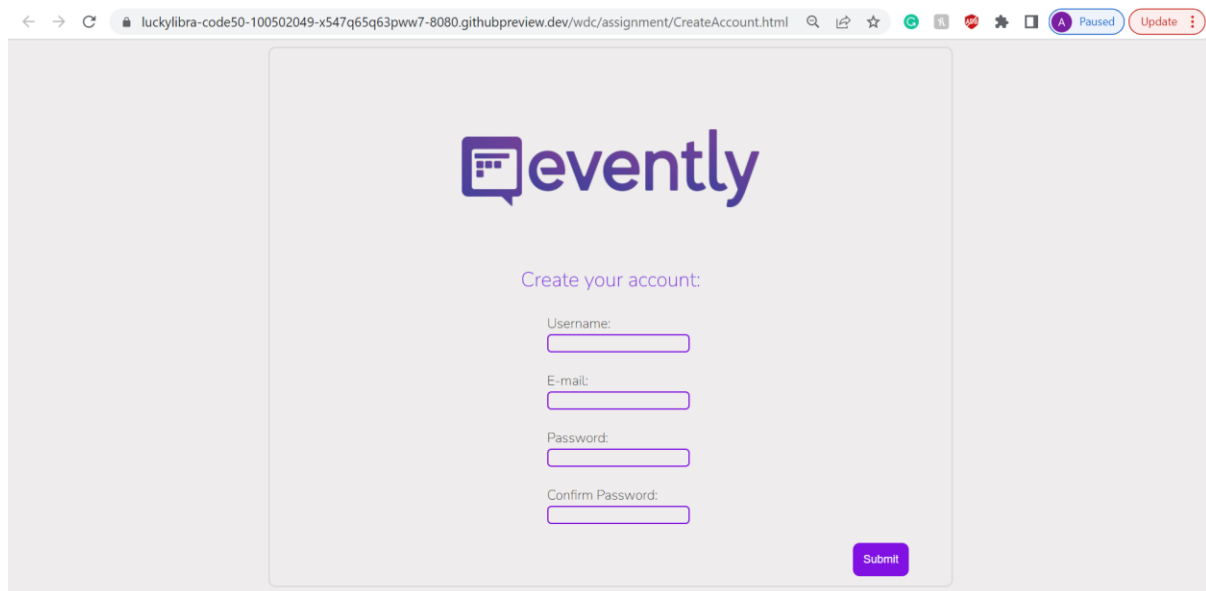 luckylibra-code50-100502049-x547q65q63pww7-8080.githubpreview.dev/wdc/assignment/CreateAccount.html
A Paused
Update
evently
Create your account:
Username:
E-mail:
Password:
Confirm Password:
Submit